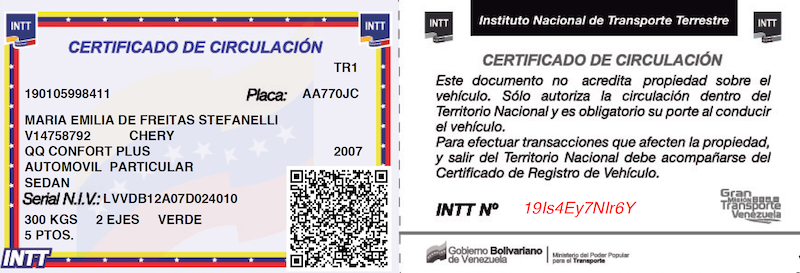 INTT
INTT
CERTIFICADO DE CIRCULACIÓN
TR1
190105998411 Placa: AA770JC
MARIA EMILIA DE FREITAS STEFANELLI
V14758792 CHERY
QQ CONFORT PLUS 2007
AUTOMOVIL PARTICULAR
SEDAN
Serial N.I.V.: LVVDB12A07D024010
300 KGS 2 EJES VERDE
5 PTOS.
INTT
INTT
Instituto Nacional de Transporte Terrestre
INTT
CERTIFICADO DE CIRCULACIÓN
Este documento no acredita propiedad sobre el
vehículo. Sólo autoriza la circulación dentro del
Territorio Nacional y es obligatorio su porte al conducir
el vehículo.
Para efectuar transacciones que afecten la propiedad,
y salir del Territorio Nacional debe acompañarse del
Certificado de Registro de Vehículo.
INTT Nº 19Is4Ey7NIr6Y
Gran
Misión
Transporte
Venezuela
Gobierno Bolivariano
de Venezuela
Ministerio del Poder Popular
para el Transporte